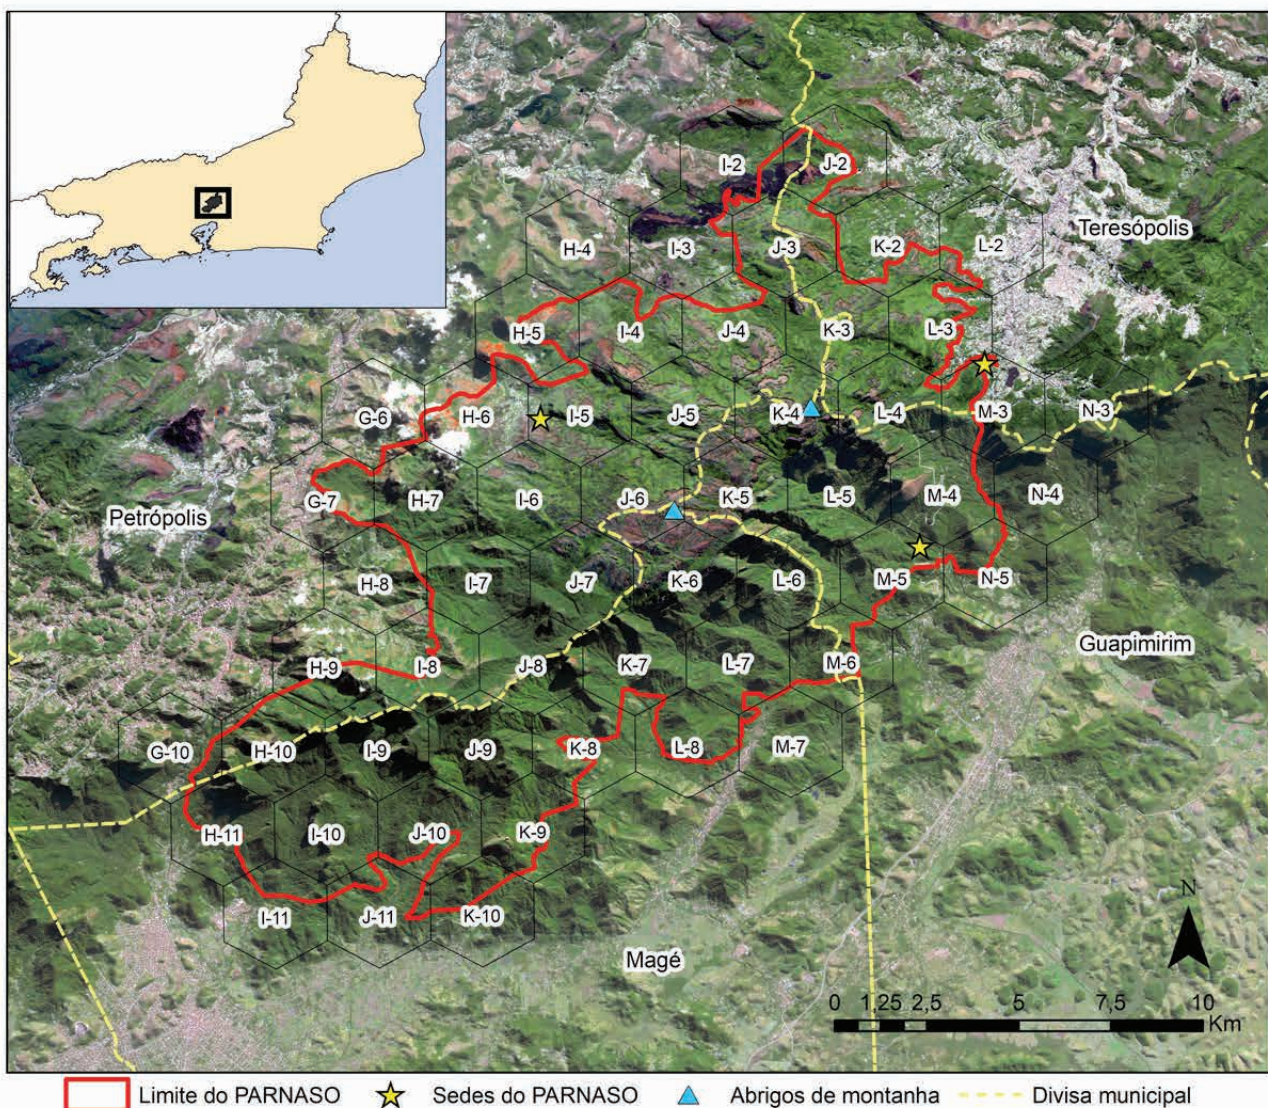 I-2
J-2
H-4
I-3
J-3
K-2
L-2
Teresópolis
H-5
I-4
J-4
K-3
L-3
G-6
H-6
I-5
J-5
K-4
L-4
M-3
N-3
Petrópolis
G-7
H-7
I-6
J-6
K-5
L-5
M-4
N-4
H-8
I-7
J-7
K-6
L-6
M-5
N-5
Guapimirim
H-9
I-8
J-8
K-7
L-7
M-6
G-10
H-10
I-9
J-9
K-8
L-8
M-7
H-11
I-10
J-10
K-9
I-11
J-11
K-10
Magé
N
0 1,25 2,5 5 7,5 10
Km
Limite do PARNASO Sedes do PARNASO Abrigos de montanha Divisa municipal